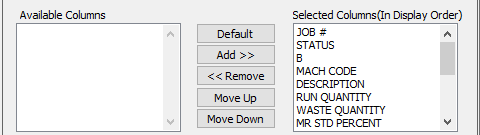 Available Columns
Default
Add >>
<< Remove
Move Up
Move Down
Selected Columns(In Display Order)
JOB #
STATUS
B
MACH CODE
DESCRIPTION
RUN QUANTITY
WASTE QUANTITY
MR STD PERCENT